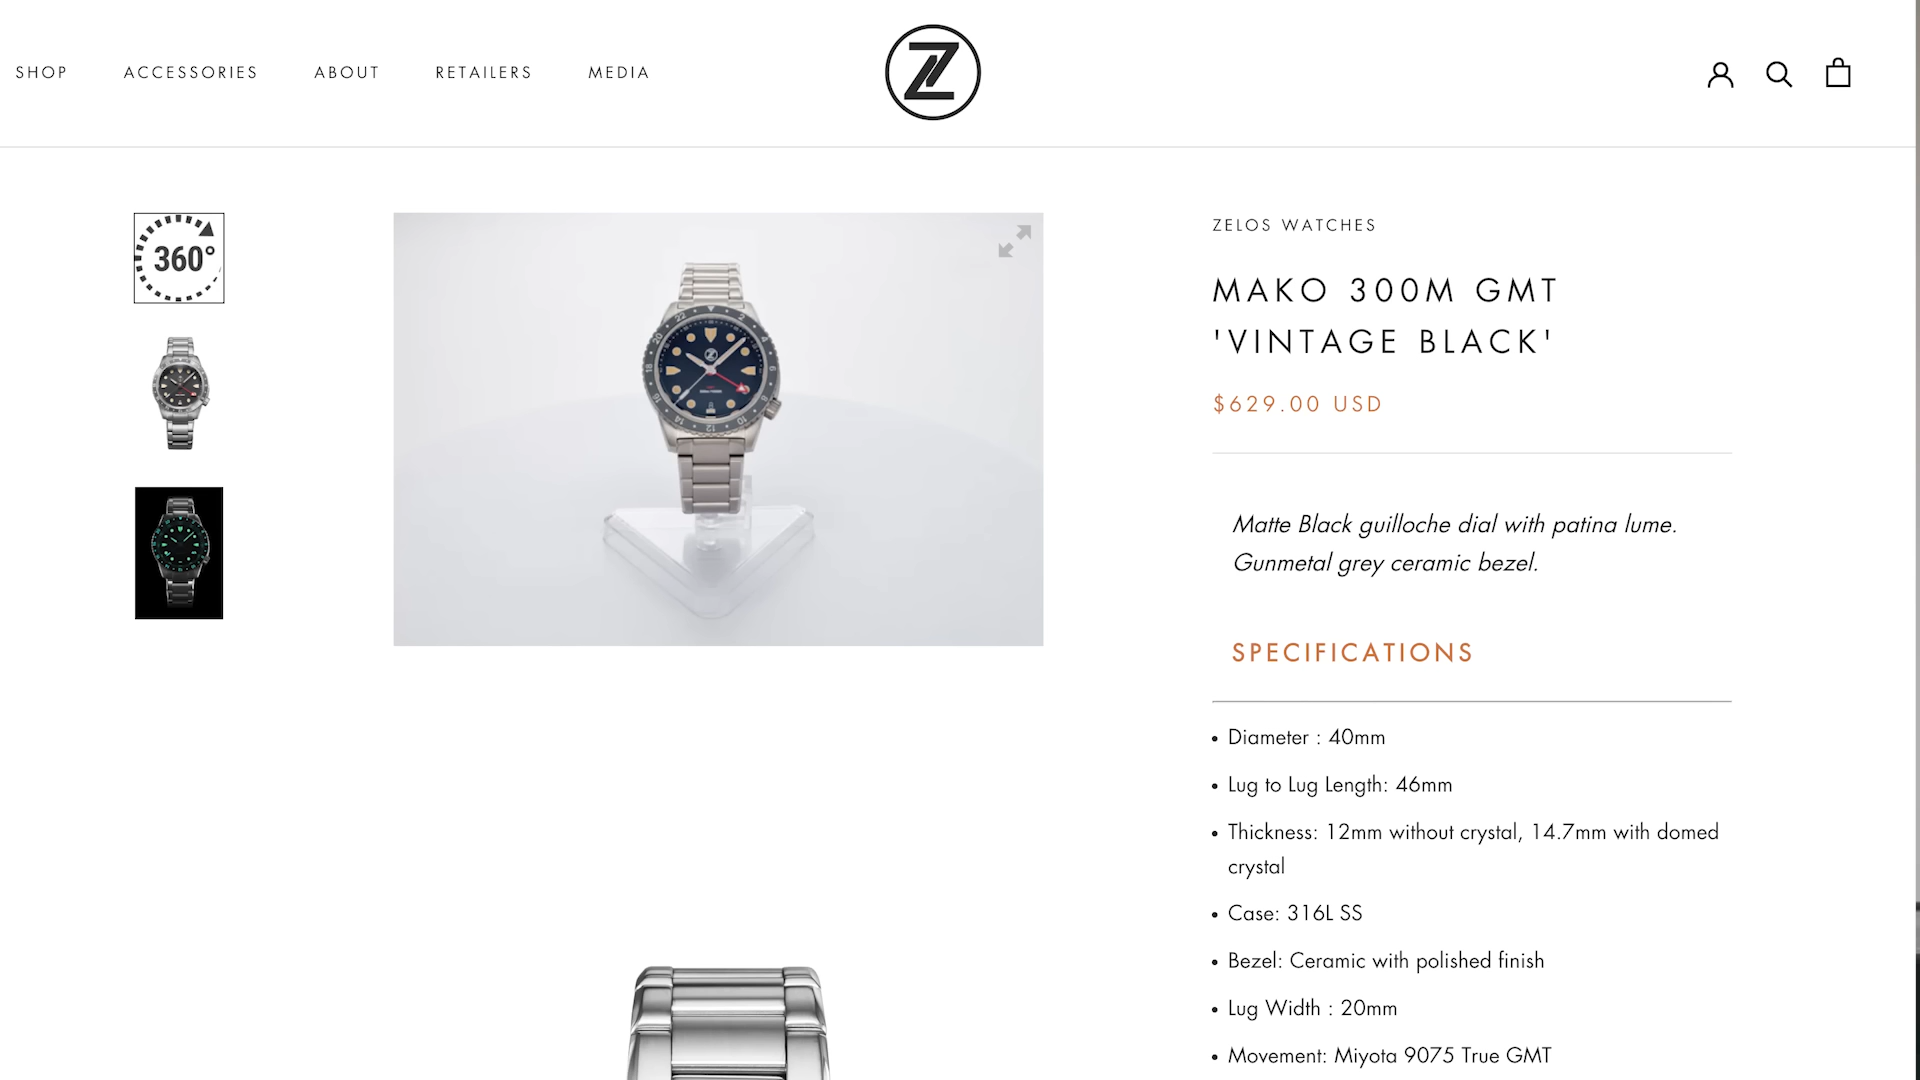 SHOP
ACCESSORIES
ABOUT
RETAILERS
MEDIA
Z
360°
ZELOS WATCHES
MAKO 300M GMT
'VINTAGE BLACK'
$629.00 USD
Matte Black guilloche dial with patina lume.
Gunmetal grey ceramic bezel.
SPECIFICATIONS
• Diameter : 40mm
• Lug to Lug Length: 46mm
• Thickness: 12mm without crystal, 14.7mm with domed
crystal
• Case: 316L SS
• Bezel: Ceramic with polished finish
• Lug Width : 20mm
• Movement: Miyota 9075 True GMT